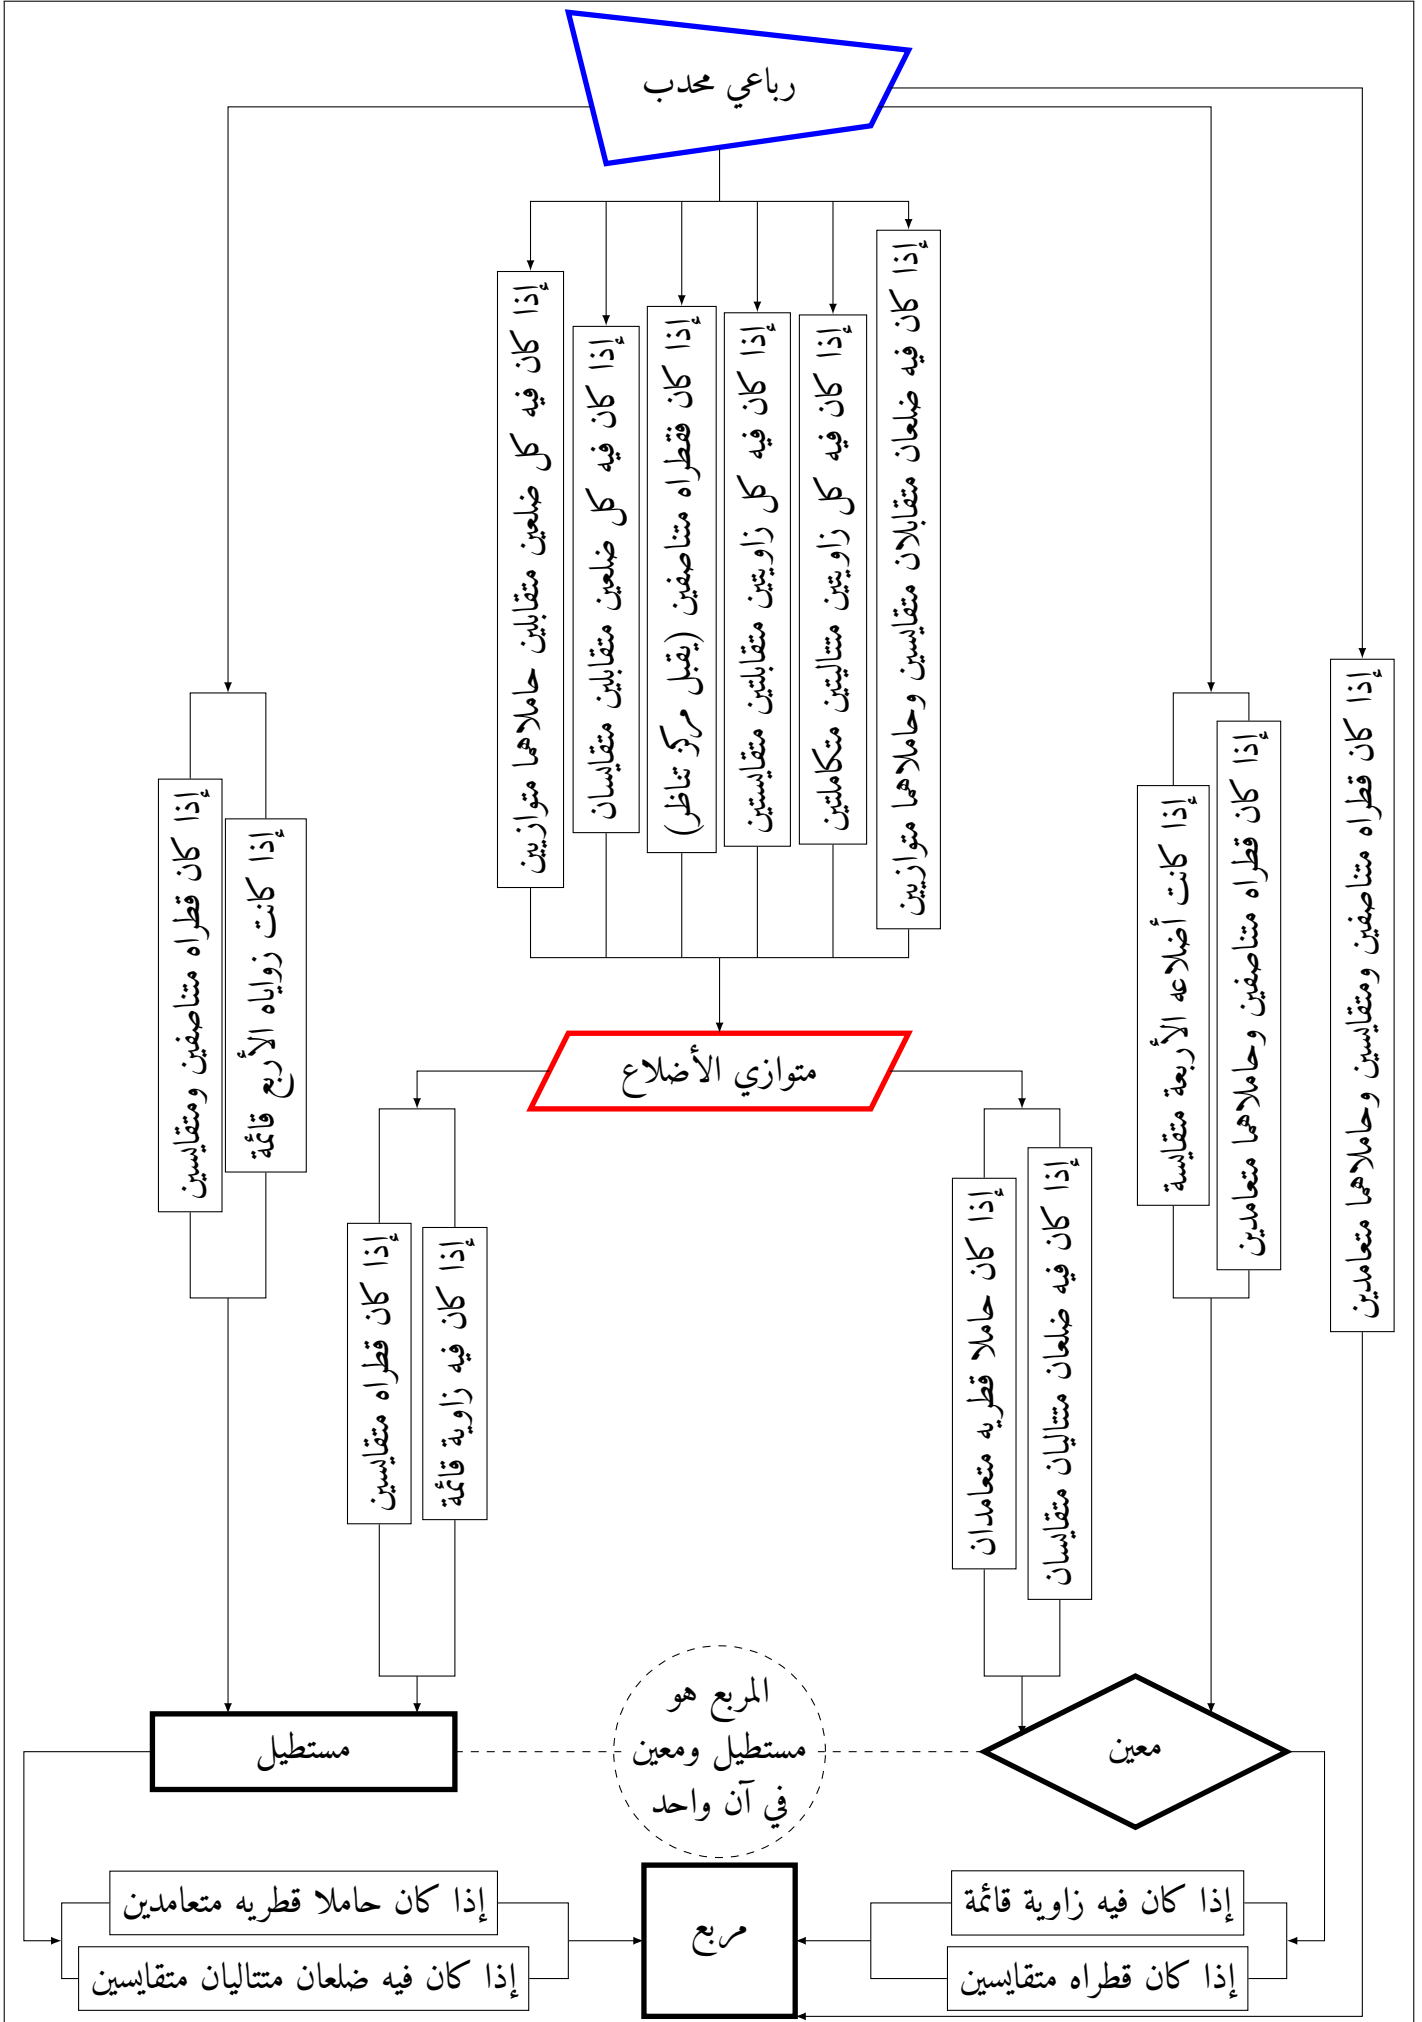 رباعي محدب
إذا كان فيه ضلعان متقابلان متقايسين وحاملاهما متوازيين
إذا كان فيه كل زاويتين متتاليتين متكاملتين
إذا كان فيه كل زاويتين متقابلتين متقايستين
إذا كان فقطراه متناصفين (يقبل مركز تناظر)
إذا كان فيه كل ضلعين متقابلين متقايسان
إذا كان فيه كل ضلعين متقابلين حاملاهما متوازيين
إذا كان قطراه متناصفين ومتقايسين وحاملاهما متعامدين
إذا كان قطراه متناصفين وحاملاهما متعامدين
إذا كانت أضلاعه الأربعة متقايسة
إذا كانت زواياه الأربع قائمة
إذا كان قطراه متناصفين ومتقايسين
متوازي الأضلاع
إذا كان فيه ضلعان متتاليان متقايسان
إذا كان حاملا قطريه متعامدان
إذا كان فيه زاوية قائمة
إذا كان قطراه متقايسين
معين
المربع هو
مستطيل ومعين
في آن واحد
مستطيل
إذا كان فيه زاوية قائمة
إذا كان قطراه متقايسين
مربع
إذا كان حاملا قطريه متعامدين
إذا كان فيه ضلعان متتاليان متقايسين